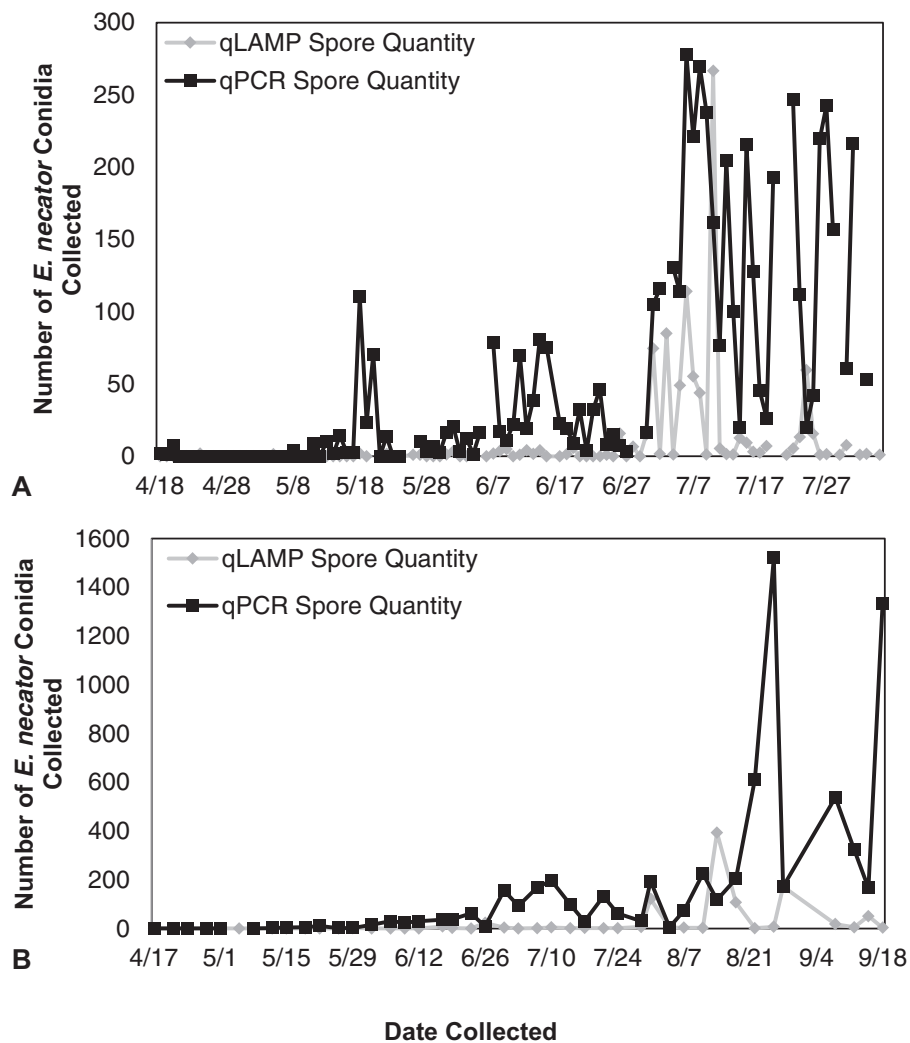 300
250
200
150
100
50
0
Number of E. necator Conidia
Collected
qLAMP Spore Quantity
qPCR Spore Quantity
4/18 4/28 5/8 5/18 5/28 6/7 6/17 6/27 7/7 7/17 7/27
A
1600
1400
1200
1000
800
600
400
200
0
Number of E. necator Conidia
Collected
qLAMP Spore Quantity
qPCR Spore Quantity
4/17 5/1 5/15 5/29 6/12 6/26 7/10 7/24 8/7 8/21 9/4 9/18
B
Date Collected